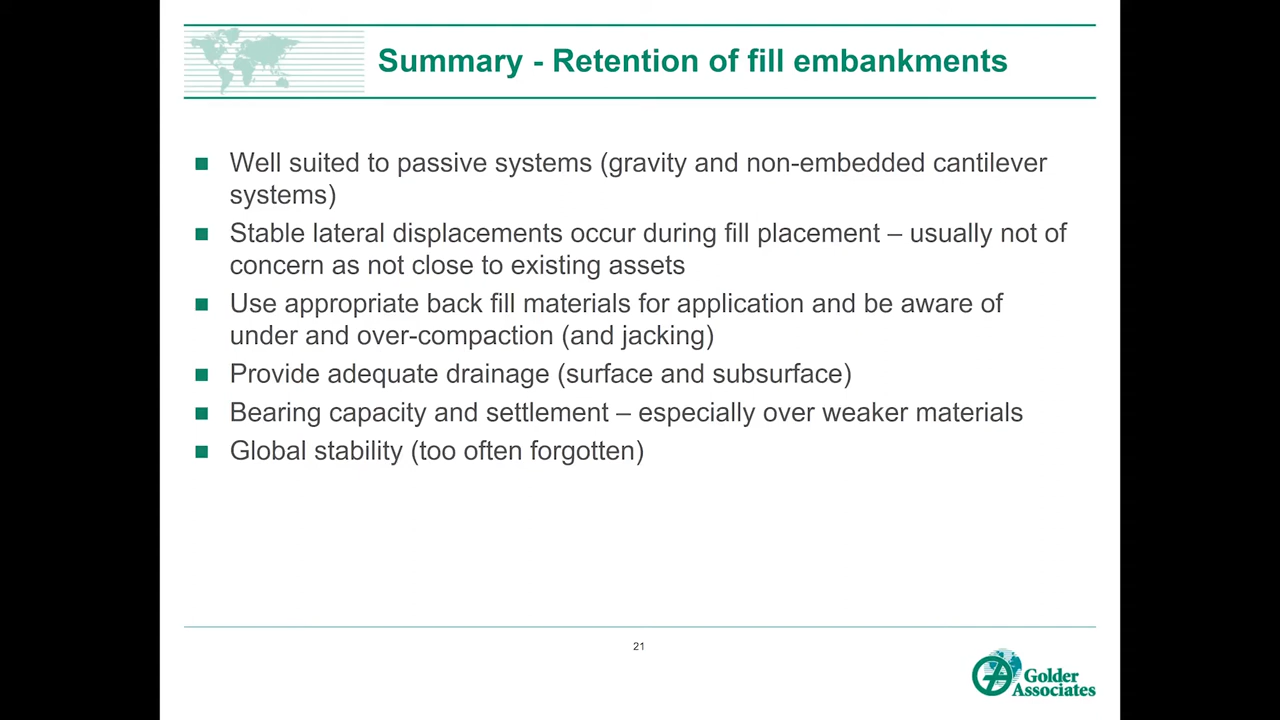 Summary - Retention of fill embankments
Well suited to passive systems (gravity and non-embedded cantilever
systems)
Stable lateral displacements occur during fill placement – usually not of
concern as not close to existing assets
Use appropriate back fill materials for application and be aware of
under and over-compaction (and jacking)
Provide adequate drainage (surface and subsurface)
Bearing capacity and settlement – especially over weaker materials
Global stability (too often forgotten)
21
Golder
Associates